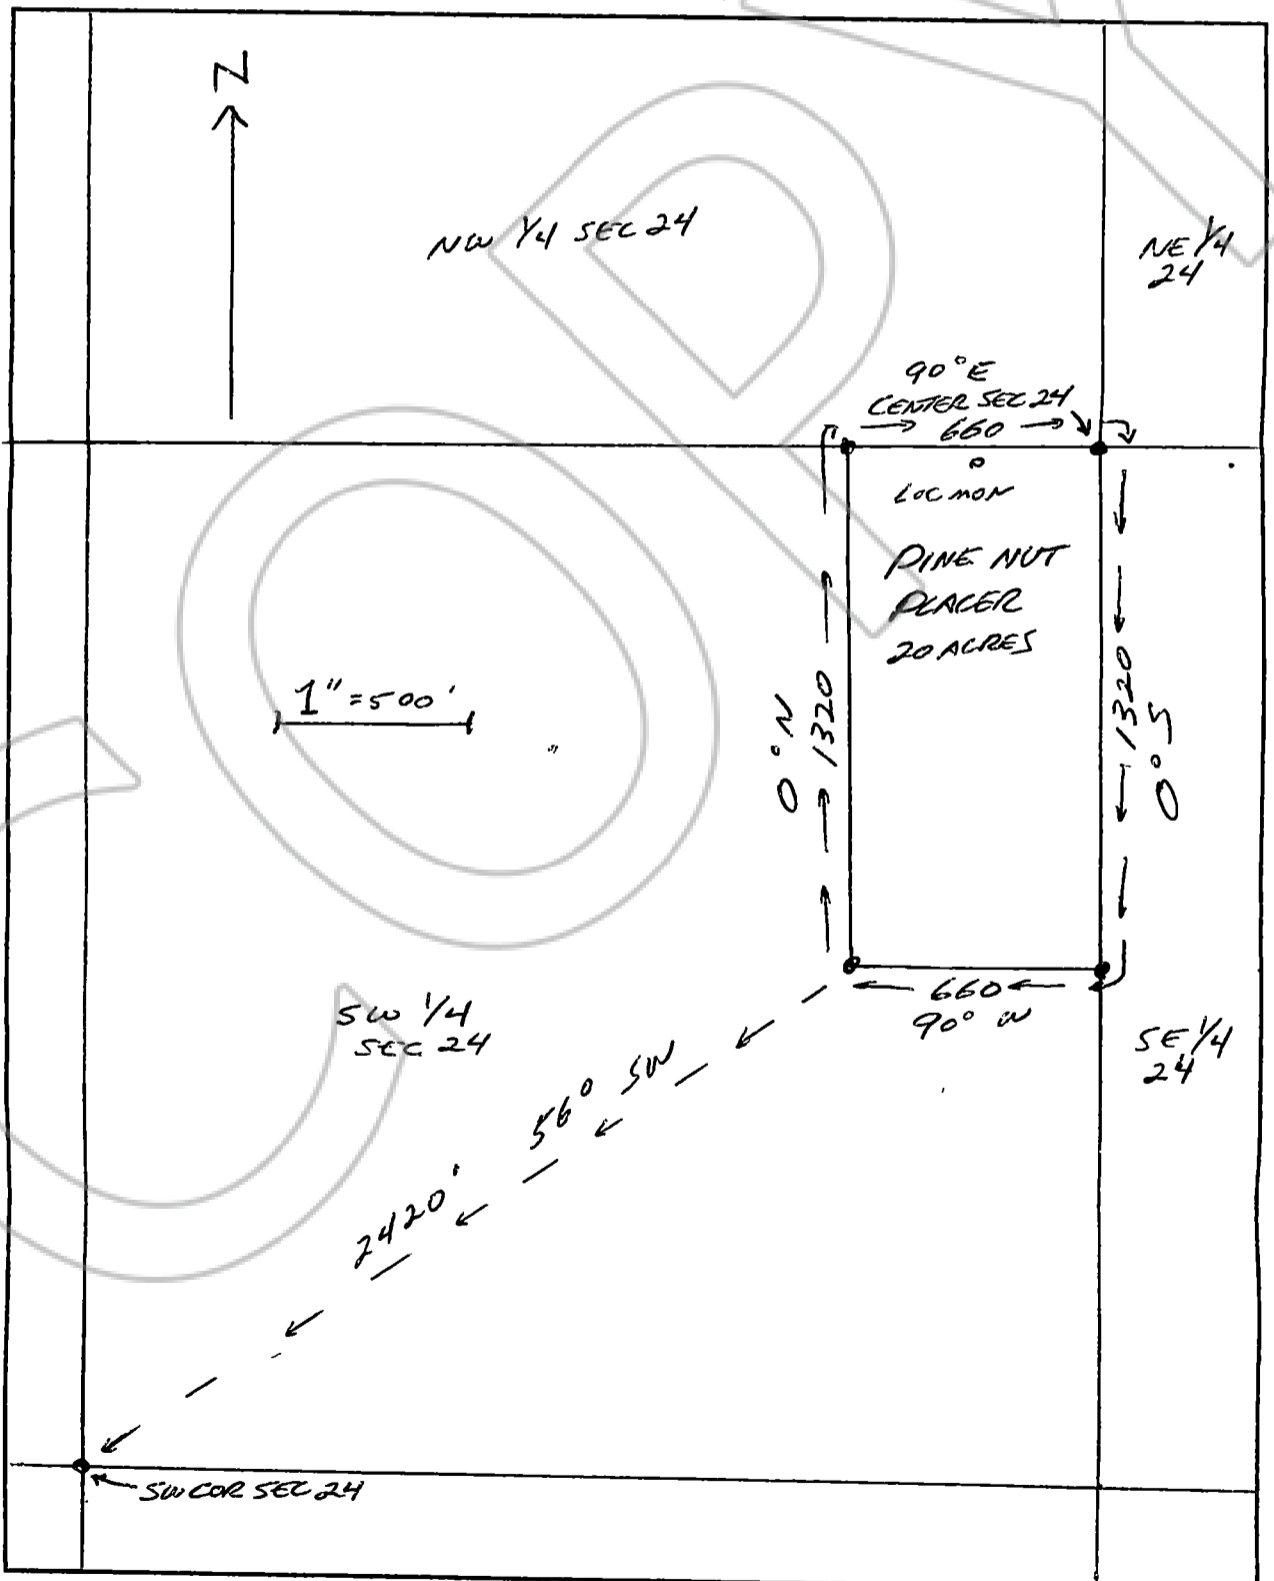 N
NW 1/4 SEC 24
NE 1/4
24
90° E
CENTER SEC 24
660
LOC MON
PINE NUT
PLACER
20 ACRES
1" = 500'
0° N
1320
1320
0° S
660
90° W
SW 1/4
SEC 24
SE 1/4
24
56° SW
2420'
SW COR SEC 24
COPY